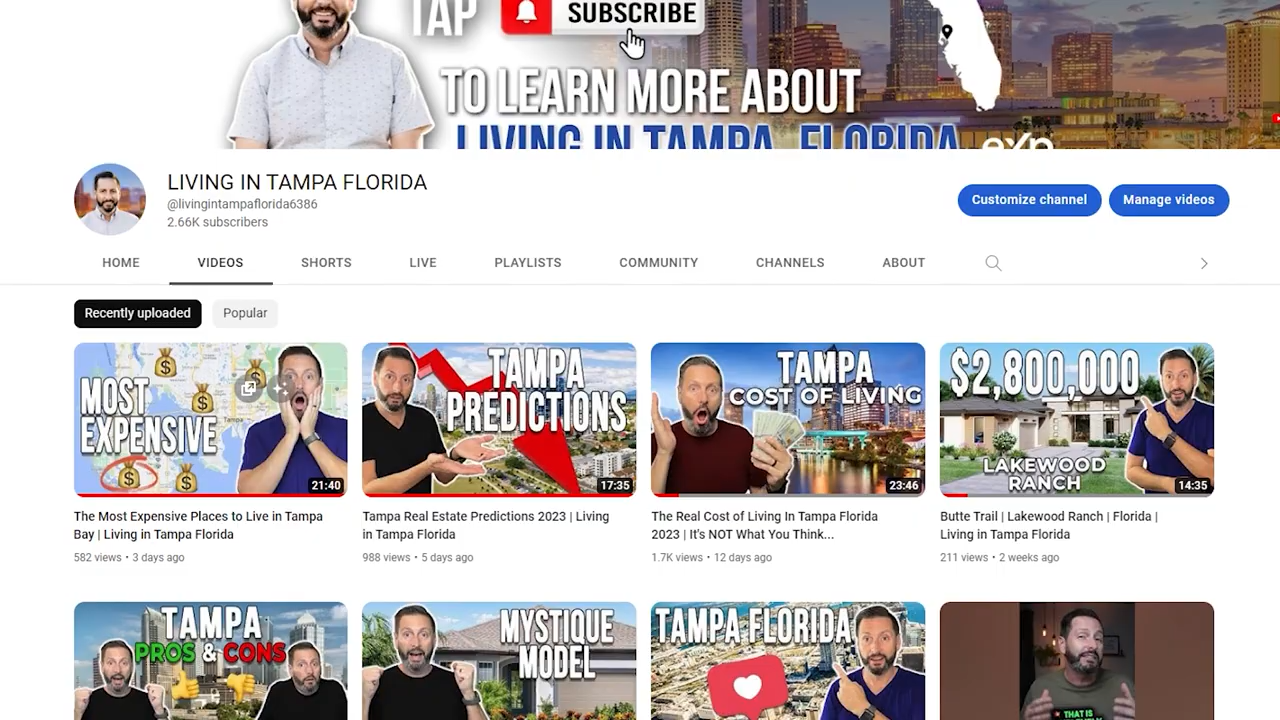 TAP
SUBSCRIBE
TO LEARN MORE ABOUT
LIVING IN TAMPA, FLORIDA
exp
LIVING IN TAMPA FLORIDA
@livingintampaflorida6386
2.66K subscribers
Customize channel
Manage videos
HOME
VIDEOS
SHORTS
LIVE
PLAYLISTS
COMMUNITY
CHANNELS
ABOUT
Recently uploaded
Popular
MOST
EXPENSIVE
Tampa
21:40
TAMPA
PREDICTIONS
17:35
TAMPA
COST OF LIVING
23:46
$2,800,000
LAKEWOOD
RANCH
14:35
The Most Expensive Places to Live in Tampa
Bay | Living in Tampa Florida
582 views • 3 days ago
Tampa Real Estate Predictions 2023 | Living
in Tampa Florida
988 views • 5 days ago
The Real Cost of Living In Tampa Florida
2023 | It's NOT What You Think...
1.7K views • 12 days ago
Butte Trail | Lakewood Ranch | Florida |
Living in Tampa Florida
211 views • 2 weeks ago
TAMPA
PROS & CONS
MYSTIQUE
MODEL
TAMPA FLORIDA
THAT IS